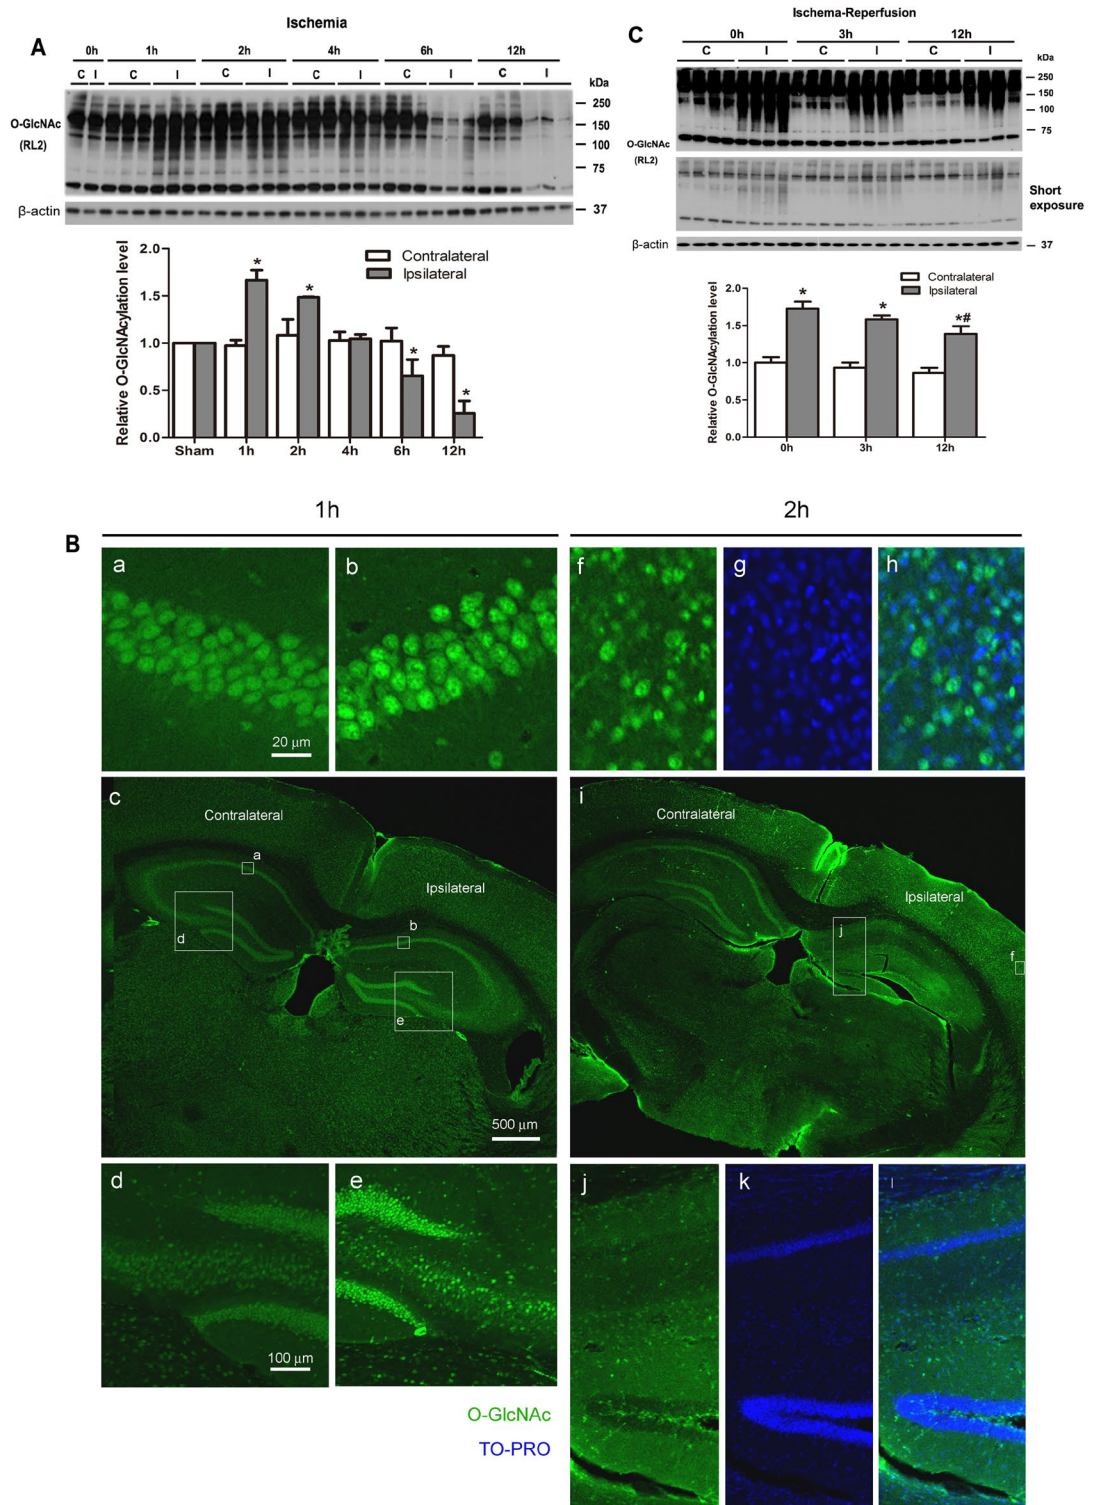 Ischemia
A
0h 1h 2h 4h 6h 12h
C I C I C I C I C I C I
kDa
O-GlcNAc
(RL2)
250
150
100
75
β-actin
37
Relative O-GlcNAcylation level
2.0
1.5
1.0
0.5
0.0
Contralateral
Ipsilateral
* * * *
Sham 1h 2h 4h 6h 12h
Ischema-Reperfusion
C
0h 3h 12h
C I C I C I
kDa
250
150
100
75
O-GlcNAc
(RL2)
Short
exposure
β-actin
37
Relative O-GlcNAcylation level
2.0
1.5
1.0
0.5
0.0
Contralateral
Ipsilateral
* * *#
0h 3h 12h
B
1h 2h
a b f g h
20 μm
c i
Contralateral
Ipsilateral
a
b
d
e
500 μm
Contralateral
Ipsilateral
j
f
d e j k l
100 μm
O-GlcNAc
TO-PRO